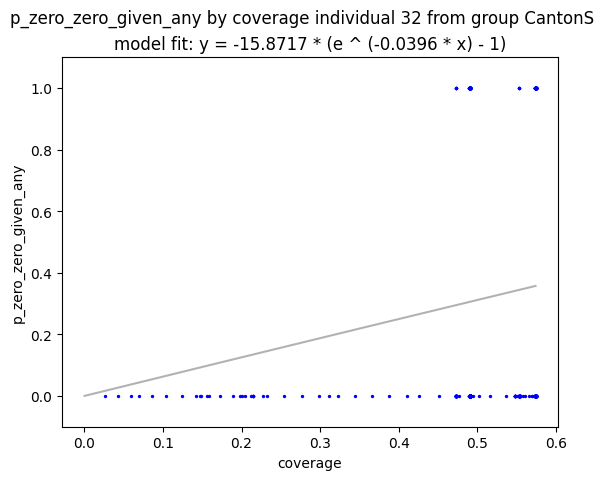 p_zero_zero_given_any by coverage individual 32 from group CantonS
model fit: y = -15.8717 * (e ^ (-0.0396 * x) - 1)
1.0
0.8
0.6
0.4
0.2
0.0
p_zero_zero_given_any
0.0 0.1 0.2 0.3 0.4 0.5 0.6
coverage